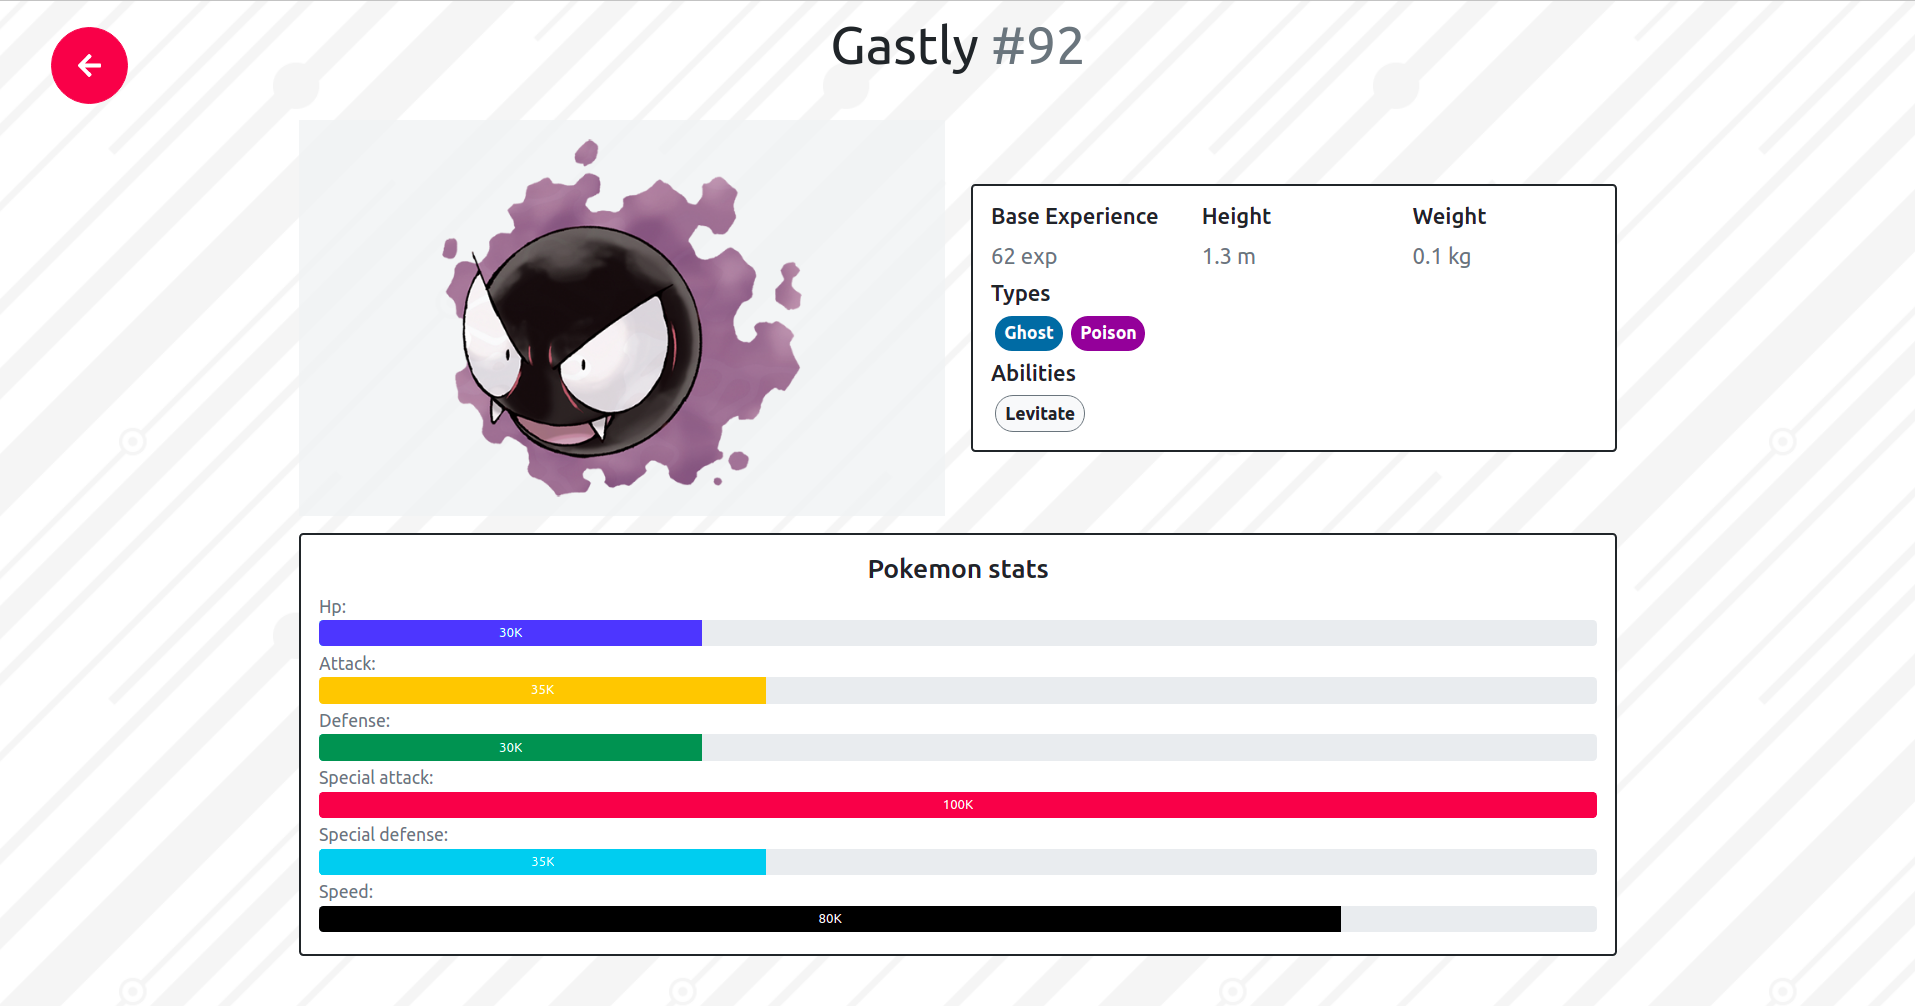 Gastly #92
Base Experience Height Weight
62 exp 1.3 m 0.1 kg
Types
Ghost Poison
Abilities
Levitate
Pokemon stats
Hp:
30K
Attack:
35K
Defense:
30K
Special attack:
100K
Special defense:
35K
Speed:
80K